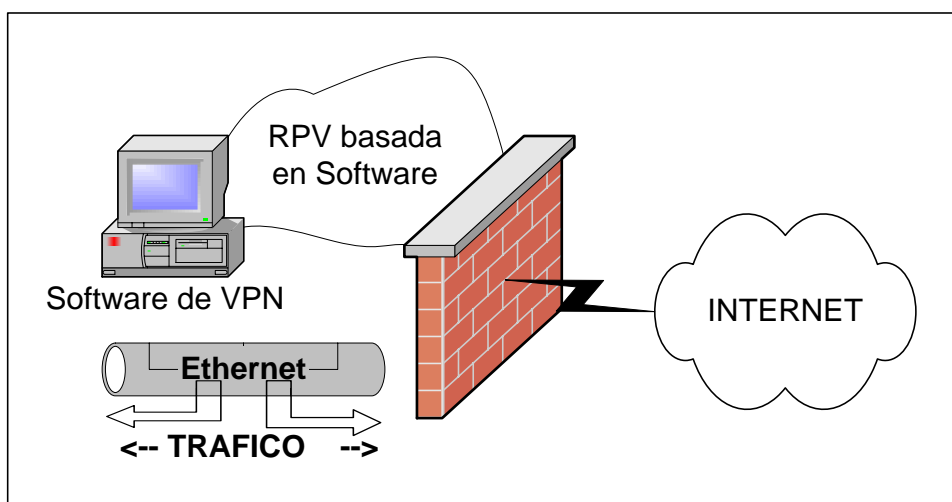 RPV basada
en Software
Software de VPN
INTERNET
Ethernet
<-- TRAFICO -->